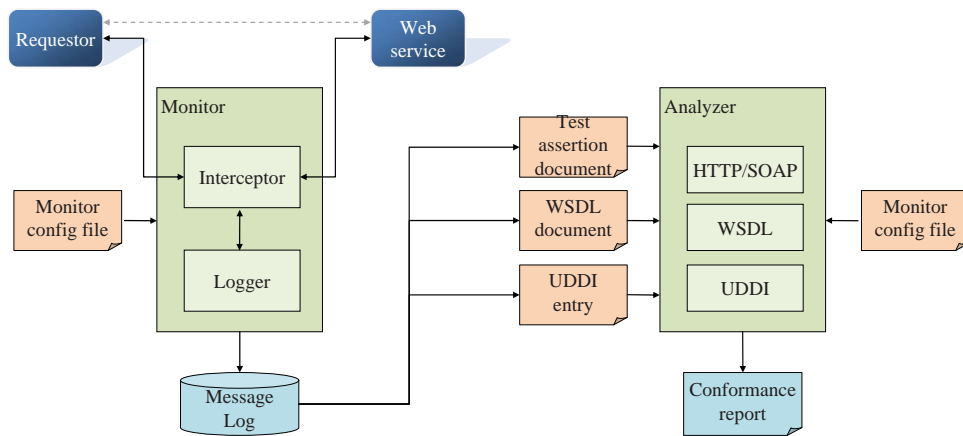 Requestor
Web
service
Monitor
Interceptor
Logger
Monitor
config file
Message
Log
Test
assertion
document
WSDL
document
UDDI
entry
Analyzer
HTTP/SOAP
WSDL
UDDI
Monitor
config file
Conformance
report